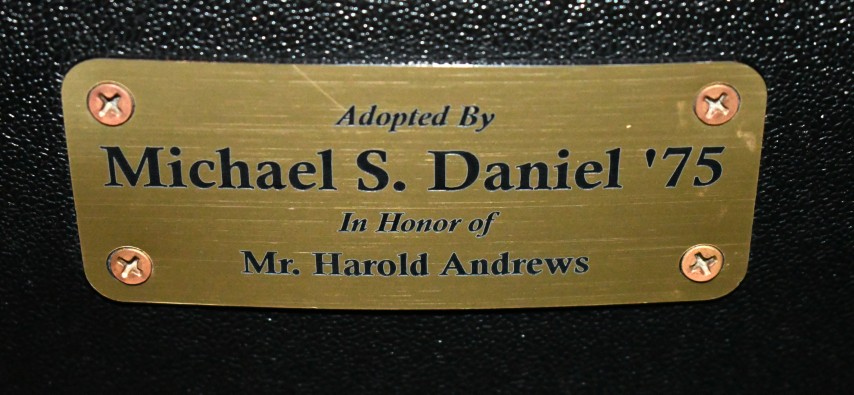 Adopted By
Michael S. Daniel '75
In Honor of
Mr. Harold Andrews